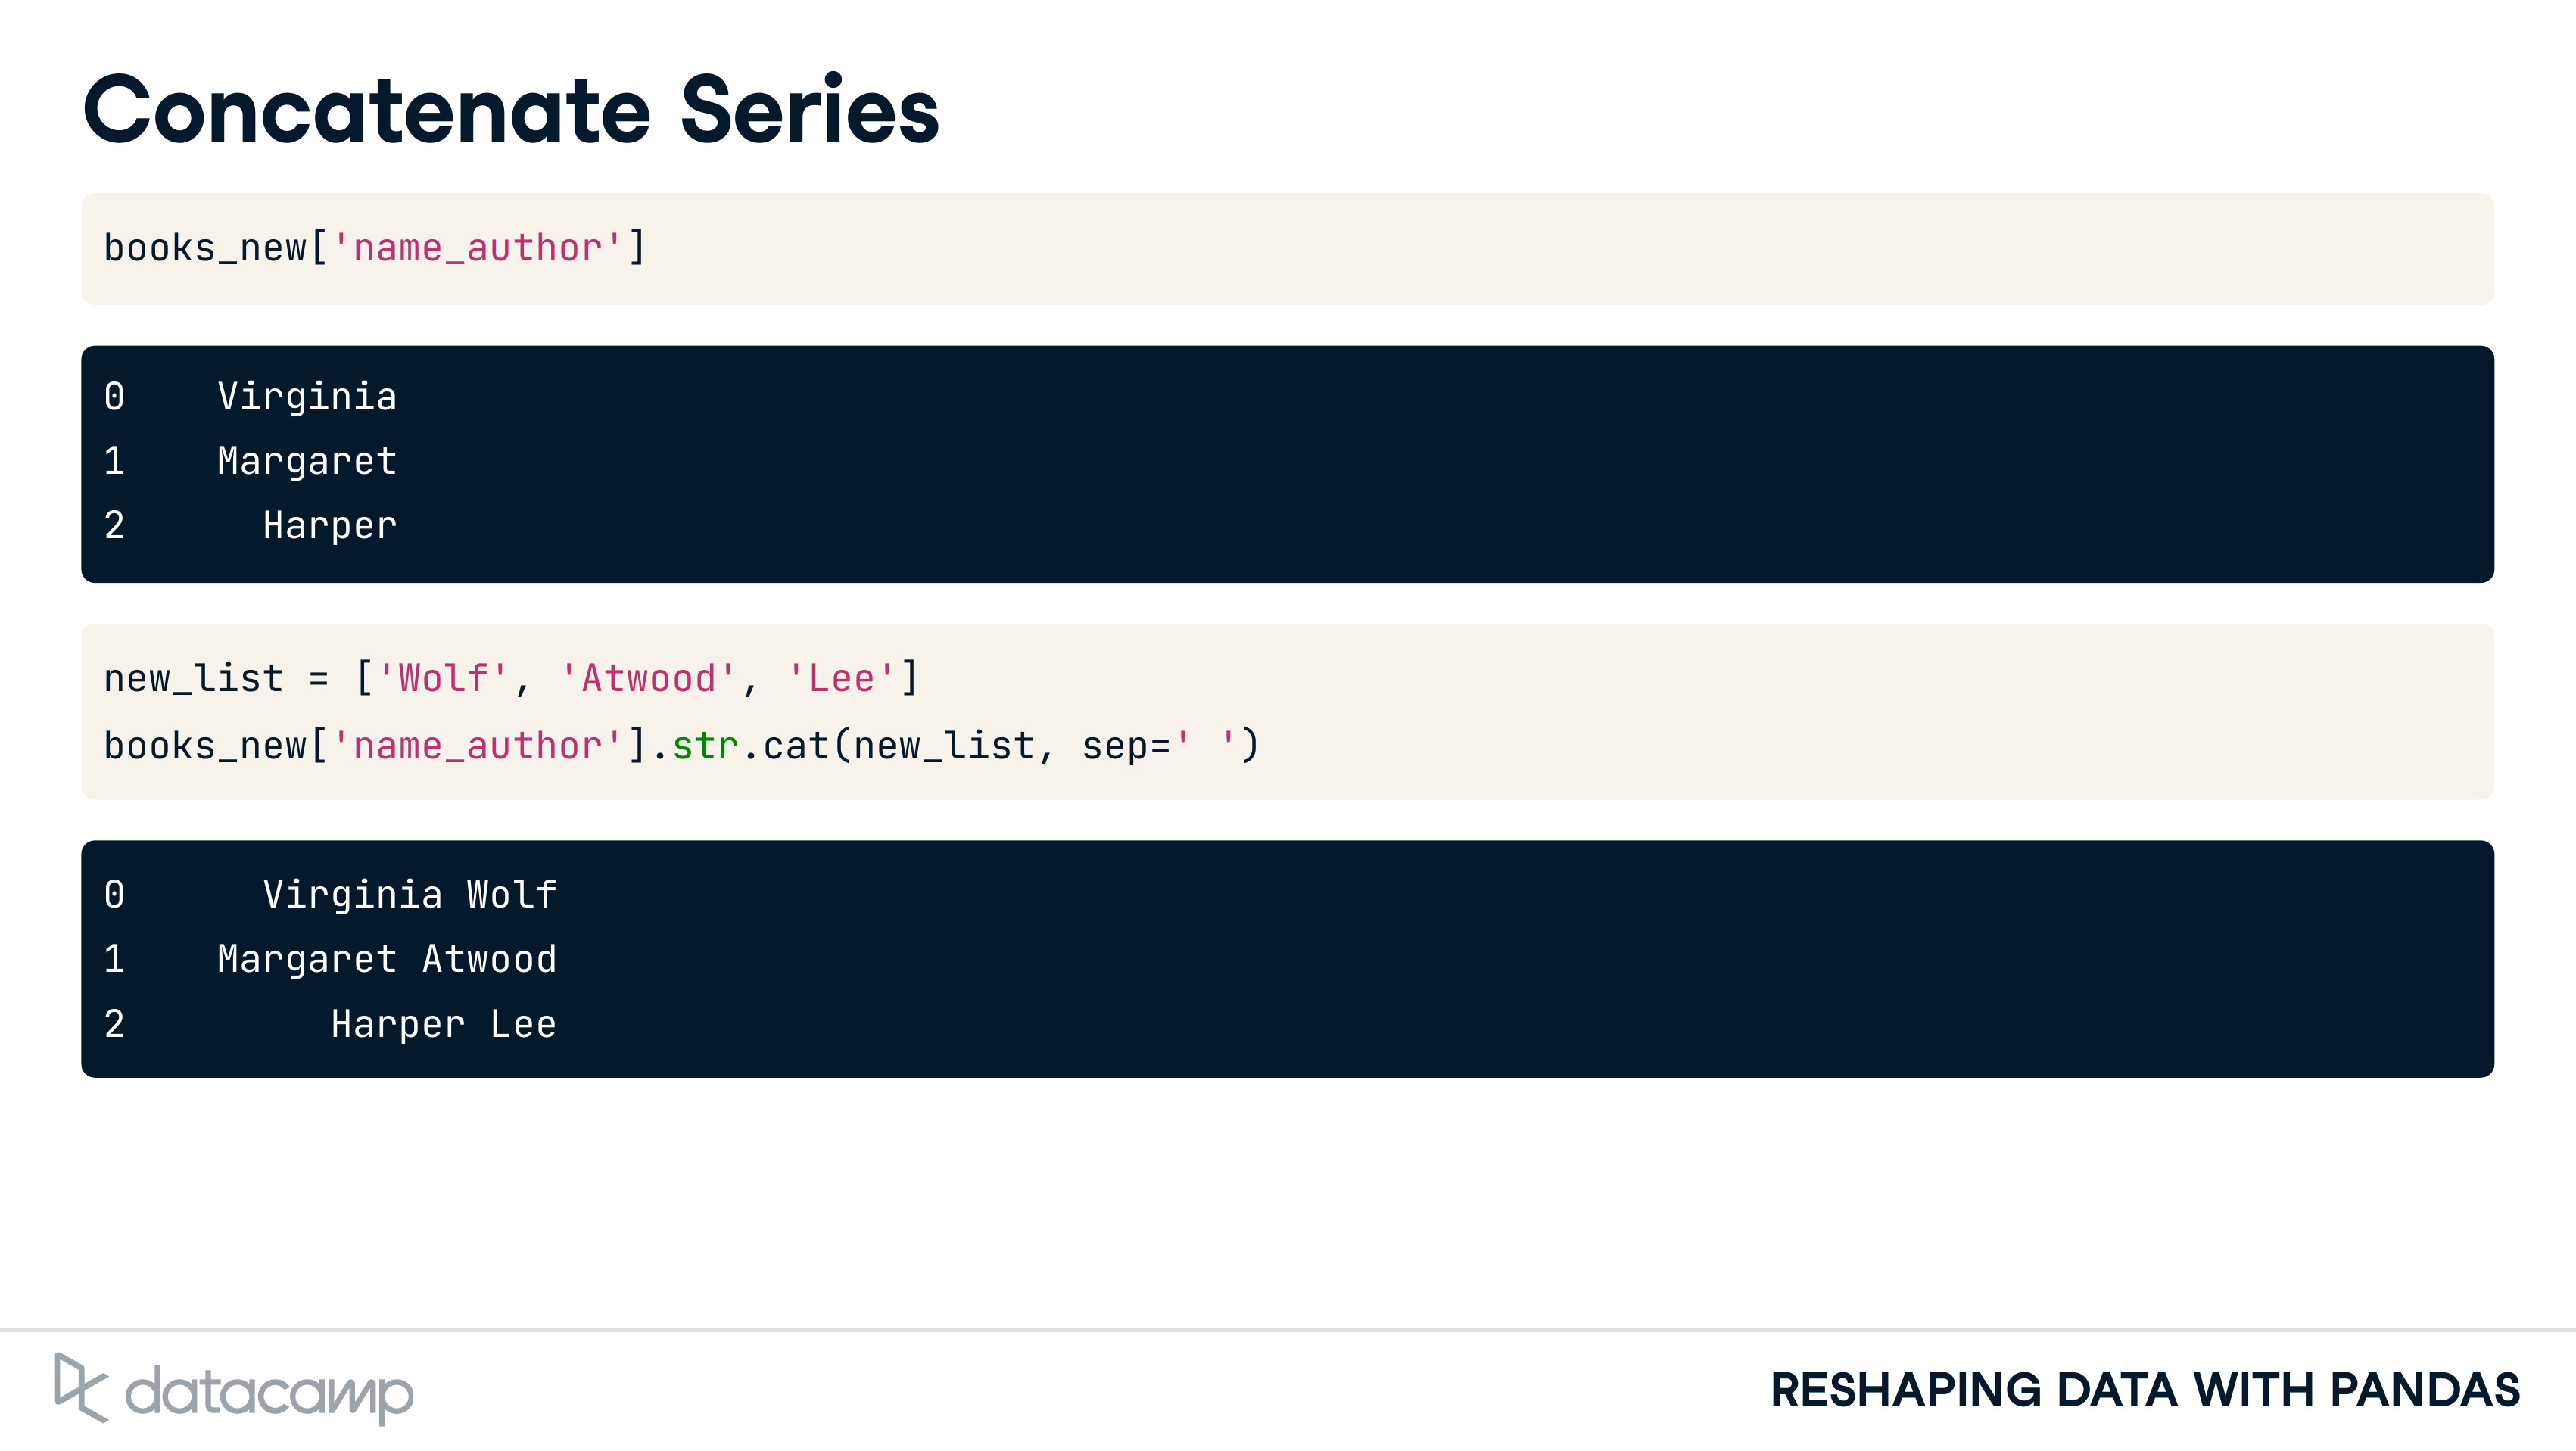 Concatenate Series
books_new['name_author']
0    Virginia
1    Margaret
2      Harper
new_list = ['Wolf', 'Atwood', 'Lee']
books_new['name_author'].str.cat(new_list, sep=' ')
0      Virginia Wolf
1    Margaret Atwood
2         Harper Lee
datacamp
RESHAPING DATA WITH PANDAS